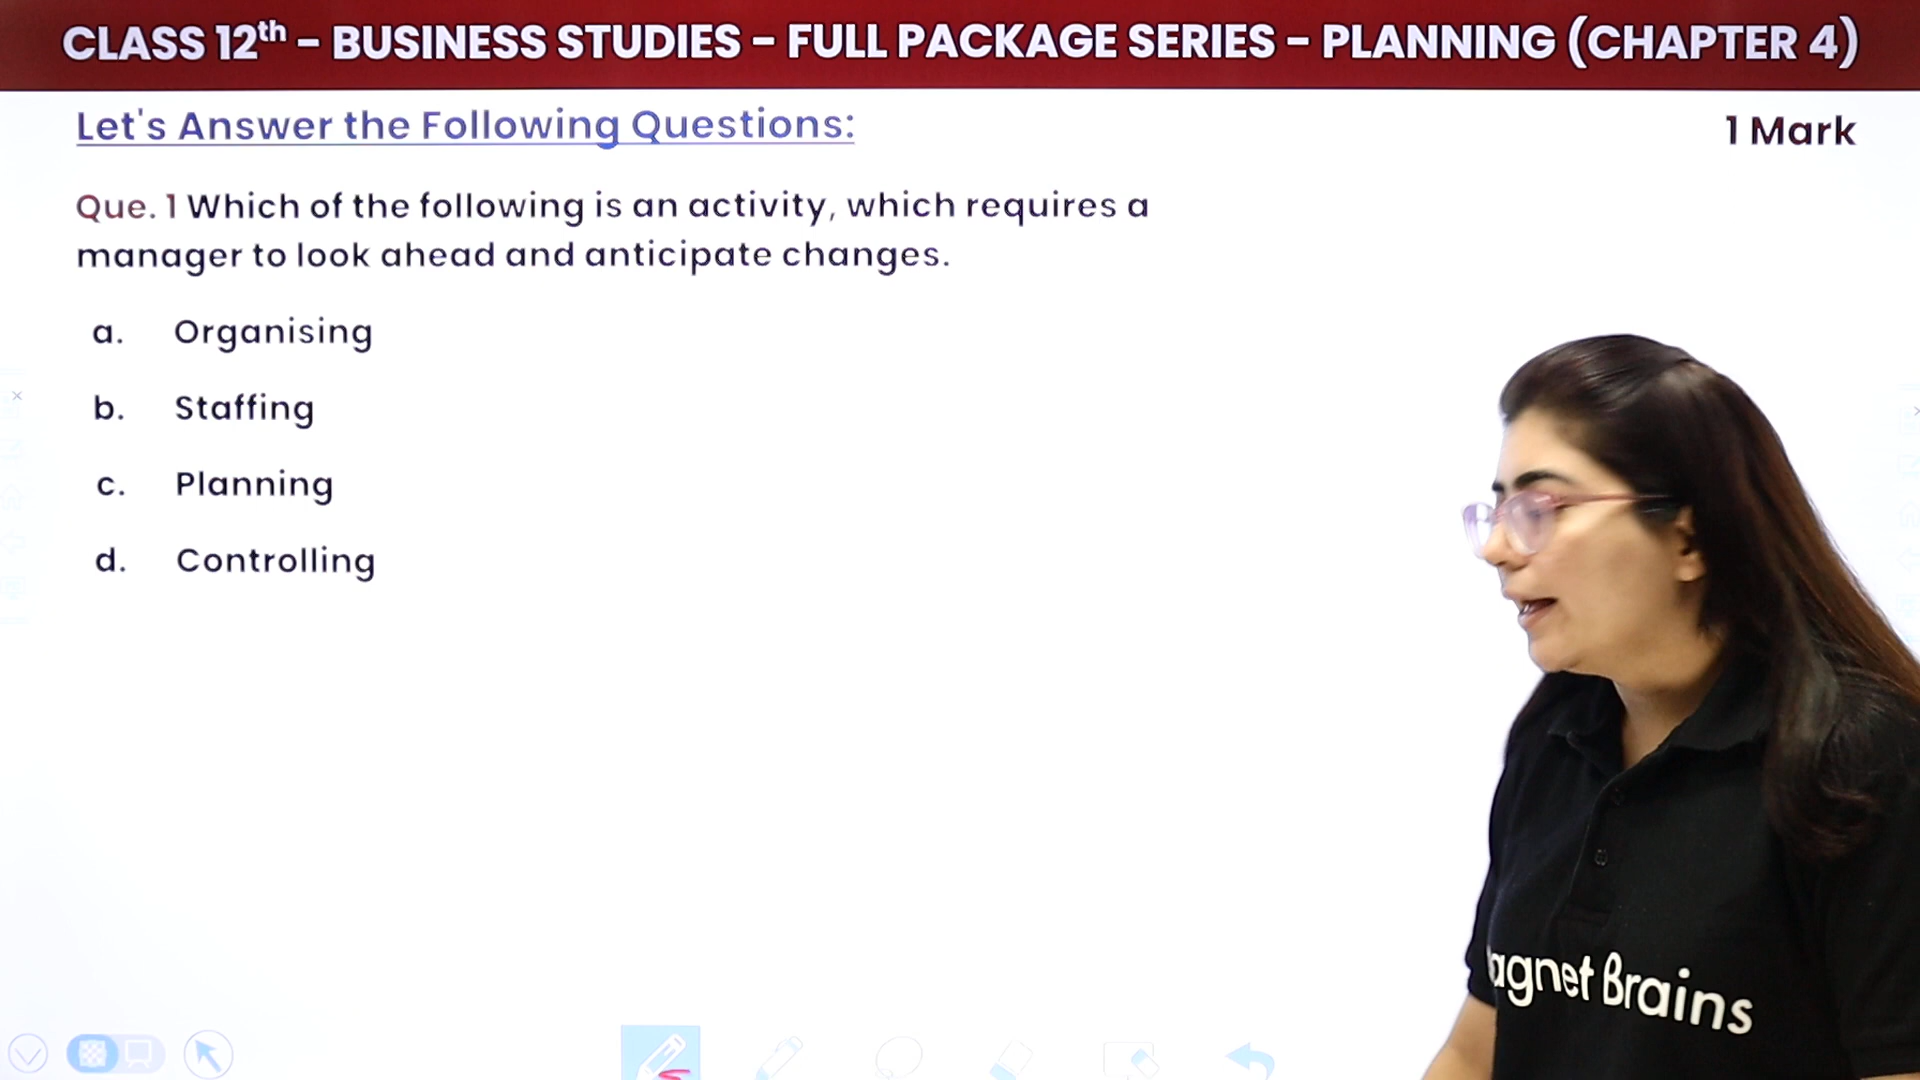 CLASS 12th – BUSINESS STUDIES – FULL PACKAGE SERIES – PLANNING (CHAPTER 4)
Let's Answer the Following Questions:
1 Mark
Que. 1 Which of the following is an activity, which requires a
manager to look ahead and anticipate changes.
a. Organising
b. Staffing
c. Planning
d. Controlling
agnet Brains